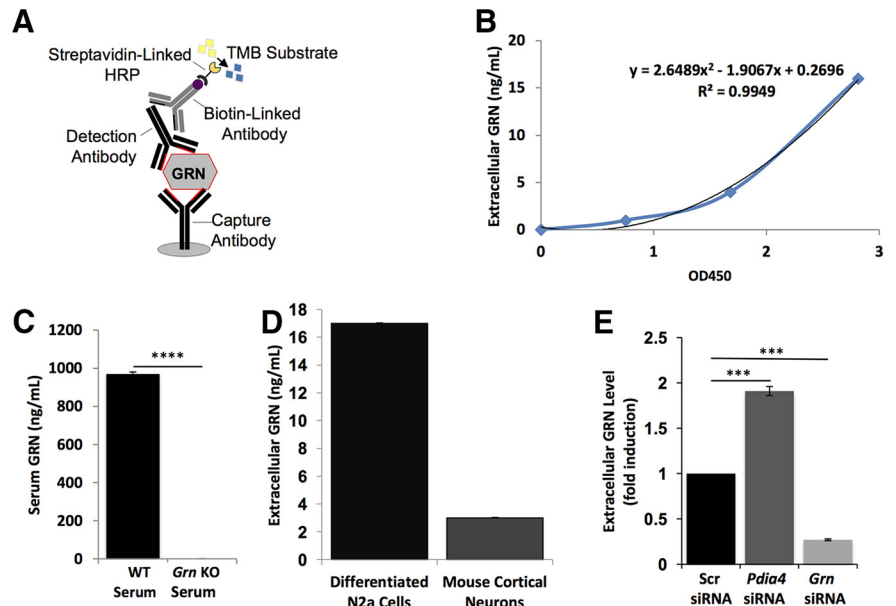 A
Streptavidin-Linked
HRP
TMB Substrate
Biotin-Linked
Antibody
Detection
Antibody
GRN
Capture
Antibody
B
Extracellular GRN (ng/mL)
20
15
10
5
0
y = 2.6489x² - 1.9067x + 0.2696
R² = 0.9949
0 1 2 3
OD450
C
Serum GRN (ng/mL)
1200
1000
800
600
400
200
0
****
WT Grn KO
Serum Serum
D
Extracellular GRN (ng/mL)
18
16
14
12
10
8
6
4
2
0
Differentiated Mouse Cortical
N2a Cells Neurons
E
Extracellular GRN Level
(fold induction)
2.5
2
1.5
1
0.5
0
***
***
Scr Pdia4 Grn
siRNA siRNA siRNA